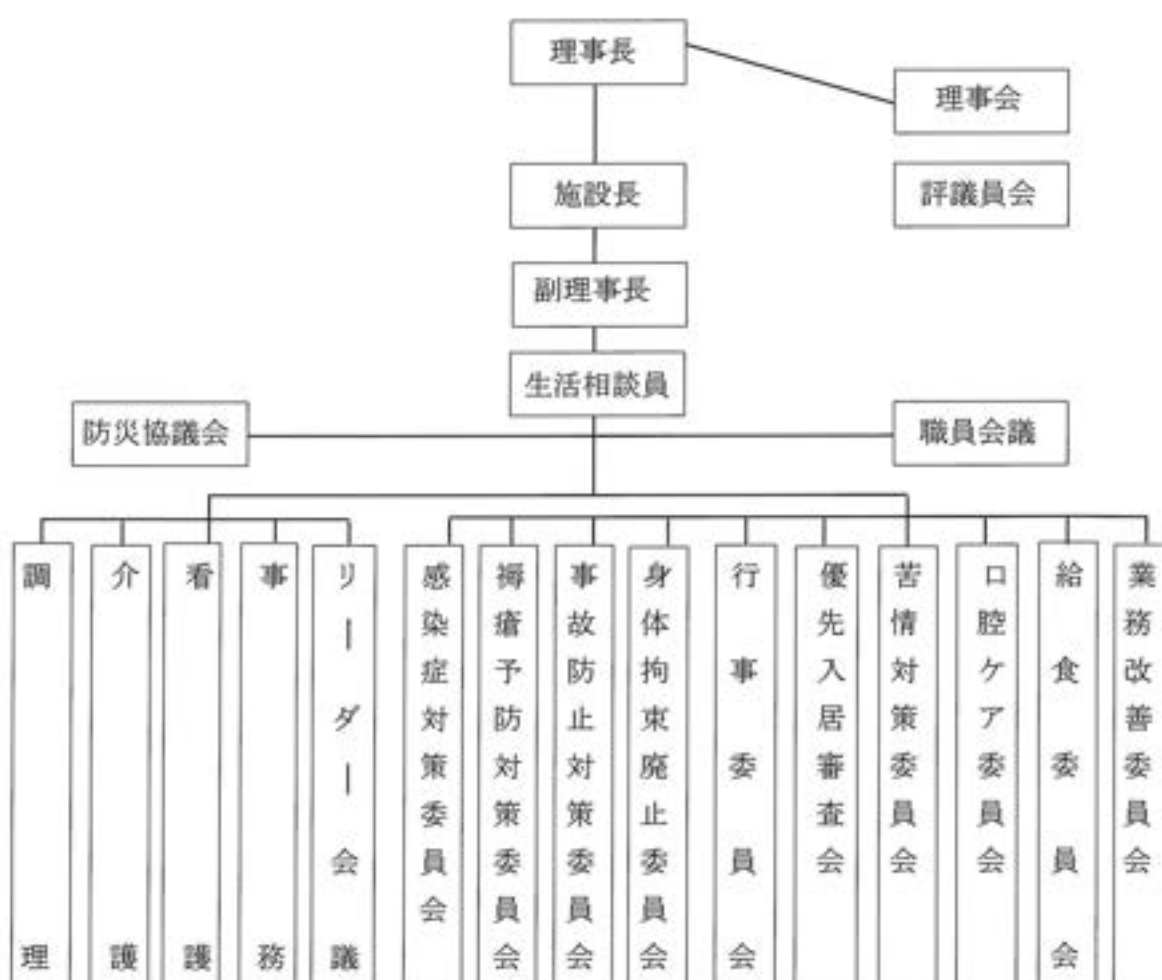 理事長
理事会
施設長
評議員会
副理事長
生活相談員
防災協議会
職員会議
調理
介護
看護
事務
リーダー会議
感染症対策委員会
褥瘡予防対策委員会
事故防止対策委員会
身体拘束廃止委員会
行事委員会
優先入居審査会
苦情対策委員会
口腔ケア委員会
給食委員会
業務改善委員会